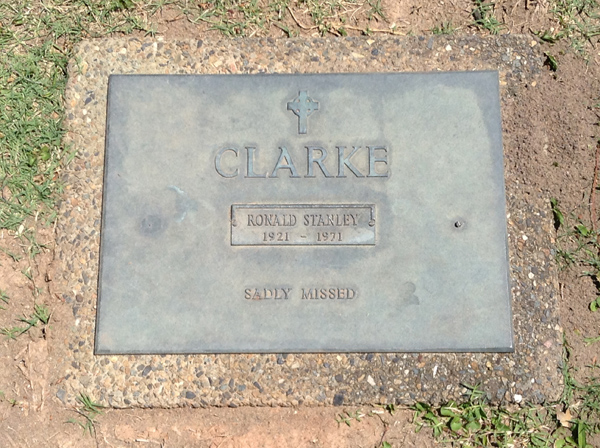 CLARKE
RONALD STANLEY
1921 - 1971
SADLY MISSED